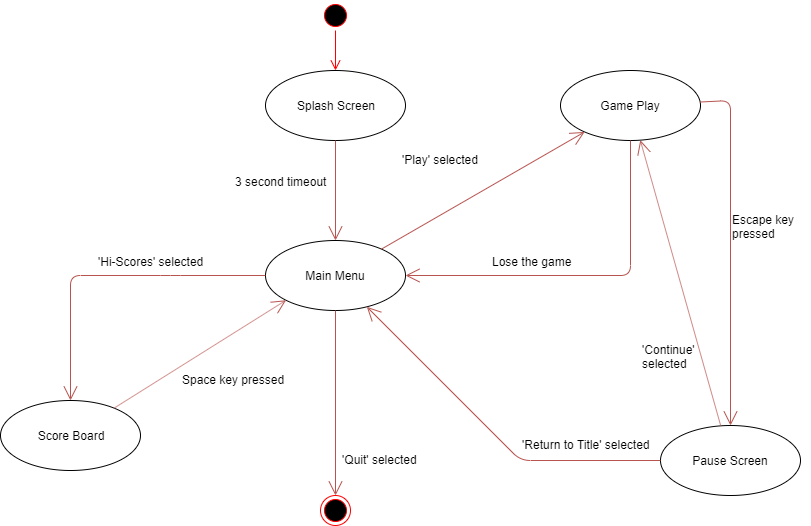 Splash Screen
Game Play
'Play' selected
3 second timeout
Escape key
pressed
'Hi-Scores' selected
Main Menu
Lose the game
'Continue'
selected
Space key pressed
Score Board
'Quit' selected
'Return to Title' selected
Pause Screen